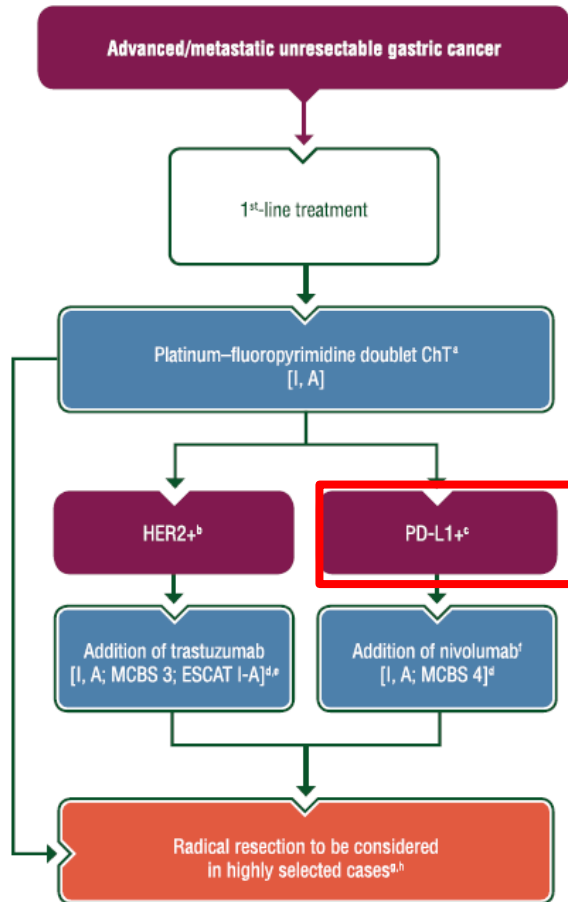 Advanced/metastatic unresectable gastric cancer
1st-line treatment
Platinum–fluoropyrimidine doublet ChTᵃ
[I, A]
HER2+ᵇ
PD-L1+ᶜ
Addition of trastuzumab
[I, A; MCBS 3; ESCAT I-A]ᵈ,ᵉ
Addition of nivolumabᶠ
[I, A; MCBS 4]ᵈ
Radical resection to be considered
in highly selected casesᵍ,ʰ